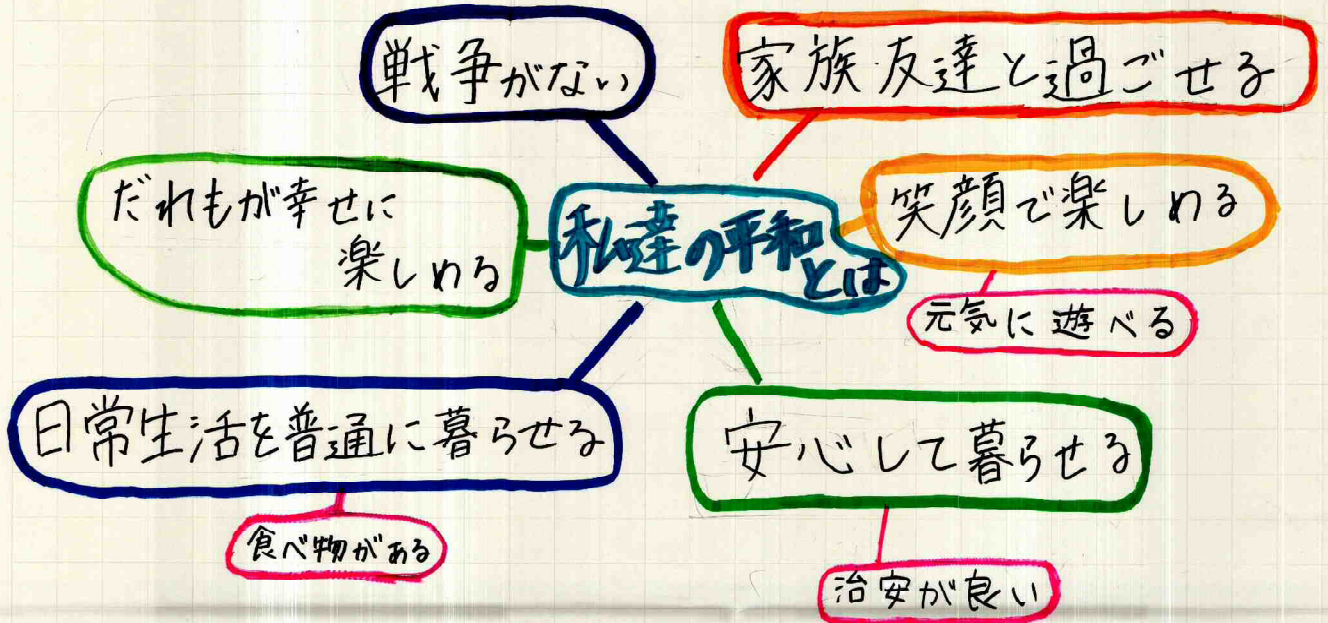 戦争がない
家族 友達と過ごせる
だれもが幸せに
楽しめる
私達の平和
とは
笑顔で楽しめる
元気に遊べる
日常生活を普通に暮らせる
安心して暮らせる
食べ物がある
治安が良い